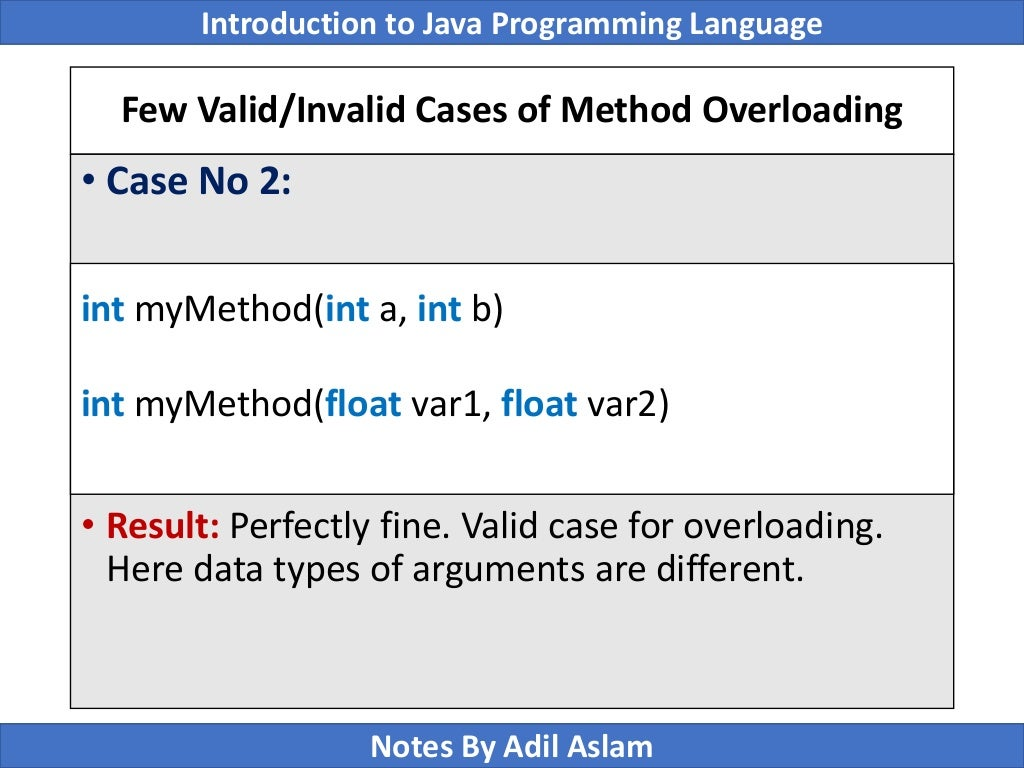 Introduction to Java Programming Language
Few Valid/Invalid Cases of Method Overloading
• Case No 2:
int myMethod(int a, int b)
int myMethod(float var1, float var2)
• Result: Perfectly fine. Valid case for overloading.
Here data types of arguments are different.
Notes By Adil Aslam